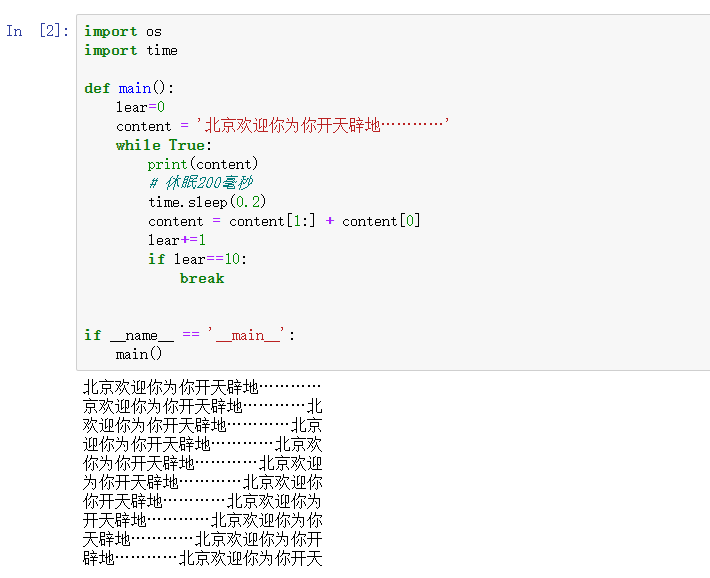 In [2]:
import os
import time
def main():
lear=0
content = '北京欢迎你为你开天辟地…………'
while True:
print(content)
# 休眠200毫秒
time.sleep(0.2)
content = content[1:] + content[0]
lear+=1
if lear==10:
break
if __name__ == '__main__':
main()
北京欢迎你为你开天辟地…………
京欢迎你为你开天辟地…………北
欢迎你为你开天辟地…………北京
迎你为你开天辟地…………北京欢
你为你开天辟地…………北京欢迎
为你开天辟地…………北京欢迎你
你开天辟地…………北京欢迎你为
开天辟地…………北京欢迎你为你
天辟地…………北京欢迎你为你开
辟地…………北京欢迎你为你开天